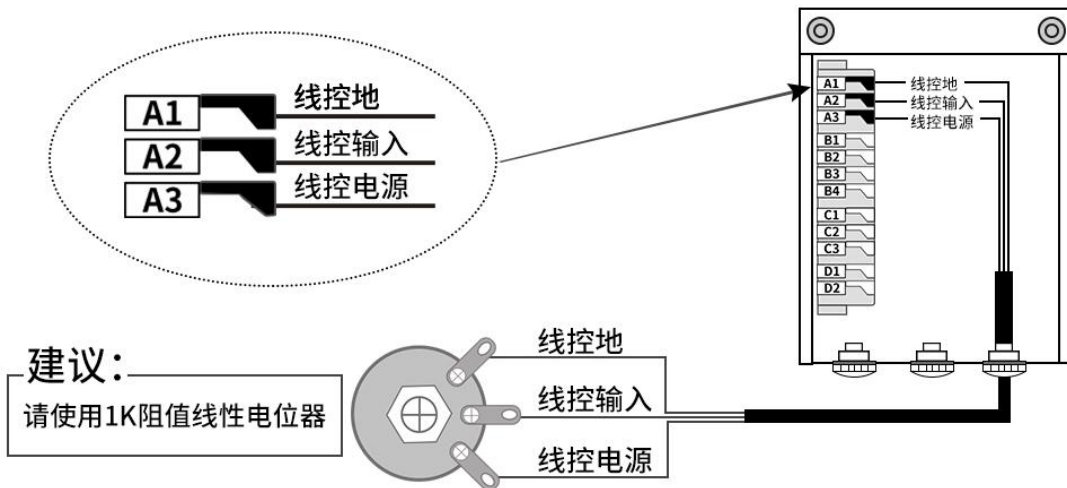 A1 线控地
A2 线控输入
A3 线控电源
A1 线控地
A2 线控输入
A3 线控电源
B1
B2
B3
B4
C1
C2
C3
D1
D2
建议：
请使用1K阻值线性电位器
线控地
线控输入
线控电源